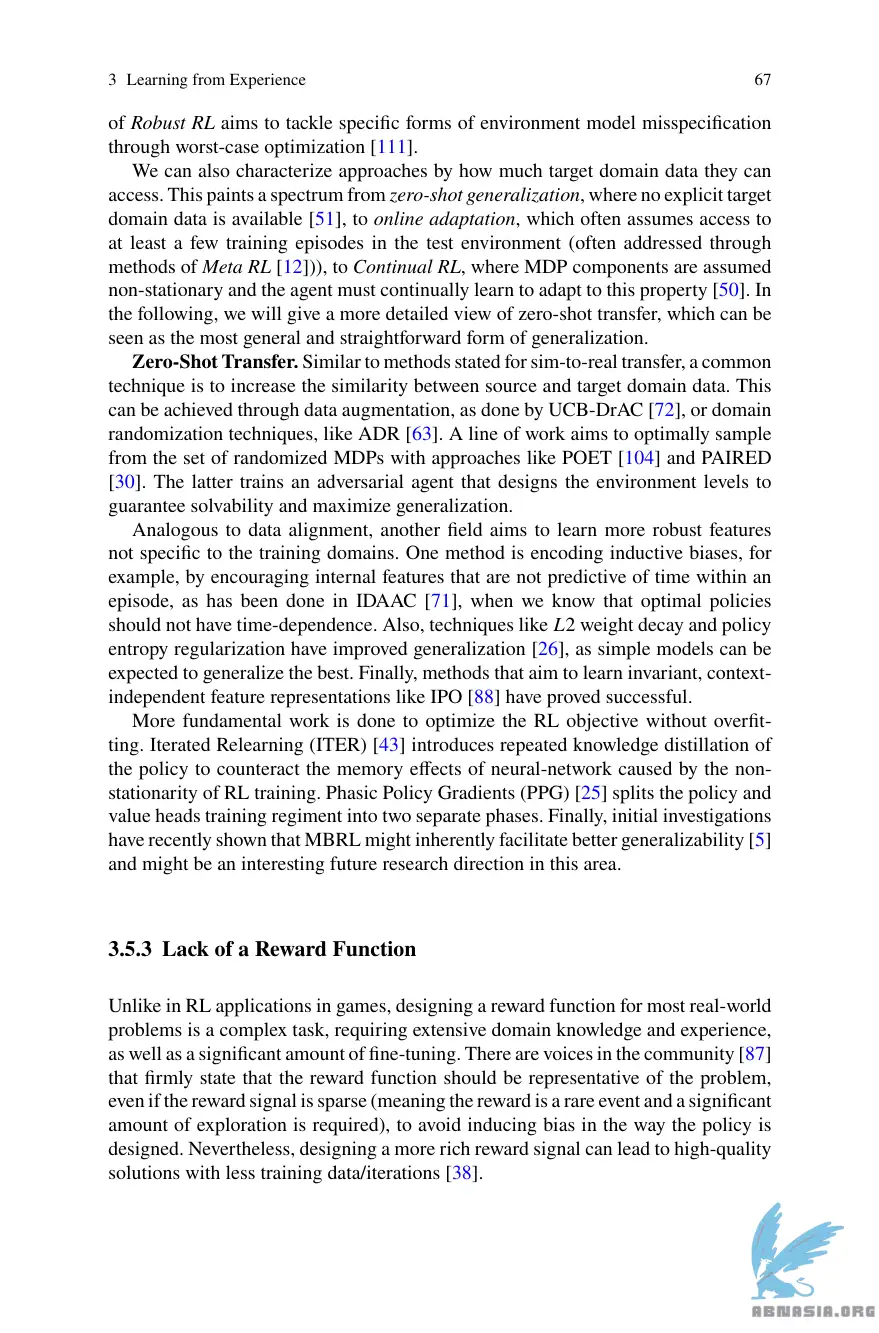 3 Learning from Experience 67
of Robust RL aims to tackle specific forms of environment model misspecification
through worst-case optimization [111].
We can also characterize approaches by how much target domain data they can
access. This paints a spectrum from zero-shot generalization, where no explicit target
domain data is available [51], to online adaptation, which often assumes access to
at least a few training episodes in the test environment (often addressed through
methods of Meta RL [12])), to Continual RL, where MDP components are assumed
non-stationary and the agent must continually learn to adapt to this property [50]. In
the following, we will give a more detailed view of zero-shot transfer, which can be
seen as the most general and straightforward form of generalization.
Zero-Shot Transfer. Similar to methods stated for sim-to-real transfer, a common
technique is to increase the similarity between source and target domain data. This
can be achieved through data augmentation, as done by UCB-DrAC [72], or domain
randomization techniques, like ADR [63]. A line of work aims to optimally sample
from the set of randomized MDPs with approaches like POET [104] and PAIRED
[30]. The latter trains an adversarial agent that designs the environment levels to
guarantee solvability and maximize generalization.
Analogous to data alignment, another field aims to learn more robust features
not specific to the training domains. One method is encoding inductive biases, for
example, by encouraging internal features that are not predictive of time within an
episode, as has been done in IDAAC [71], when we know that optimal policies
should not have time-dependence. Also, techniques like L2 weight decay and policy
entropy regularization have improved generalization [26], as simple models can be
expected to generalize the best. Finally, methods that aim to learn invariant, context-
independent feature representations like IPO [88] have proved successful.
More fundamental work is done to optimize the RL objective without overfit-
ting. Iterated Relearning (ITER) [43] introduces repeated knowledge distillation of
the policy to counteract the memory effects of neural-network caused by the non-
stationarity of RL training. Phasic Policy Gradients (PPG) [25] splits the policy and
value heads training regiment into two separate phases. Finally, initial investigations
have recently shown that MBRL might inherently facilitate better generalizability [5]
and might be an interesting future research direction in this area.
3.5.3 Lack of a Reward Function
Unlike in RL applications in games, designing a reward function for most real-world
problems is a complex task, requiring extensive domain knowledge and experience,
as well as a significant amount of fine-tuning. There are voices in the community [87]
that firmly state that the reward function should be representative of the problem,
even if the reward signal is sparse (meaning the reward is a rare event and a significant
amount of exploration is required), to avoid inducing bias in the way the policy is
designed. Nevertheless, designing a more rich reward signal can lead to high-quality
solutions with less training data/iterations [38].
ABNASIA.ORG